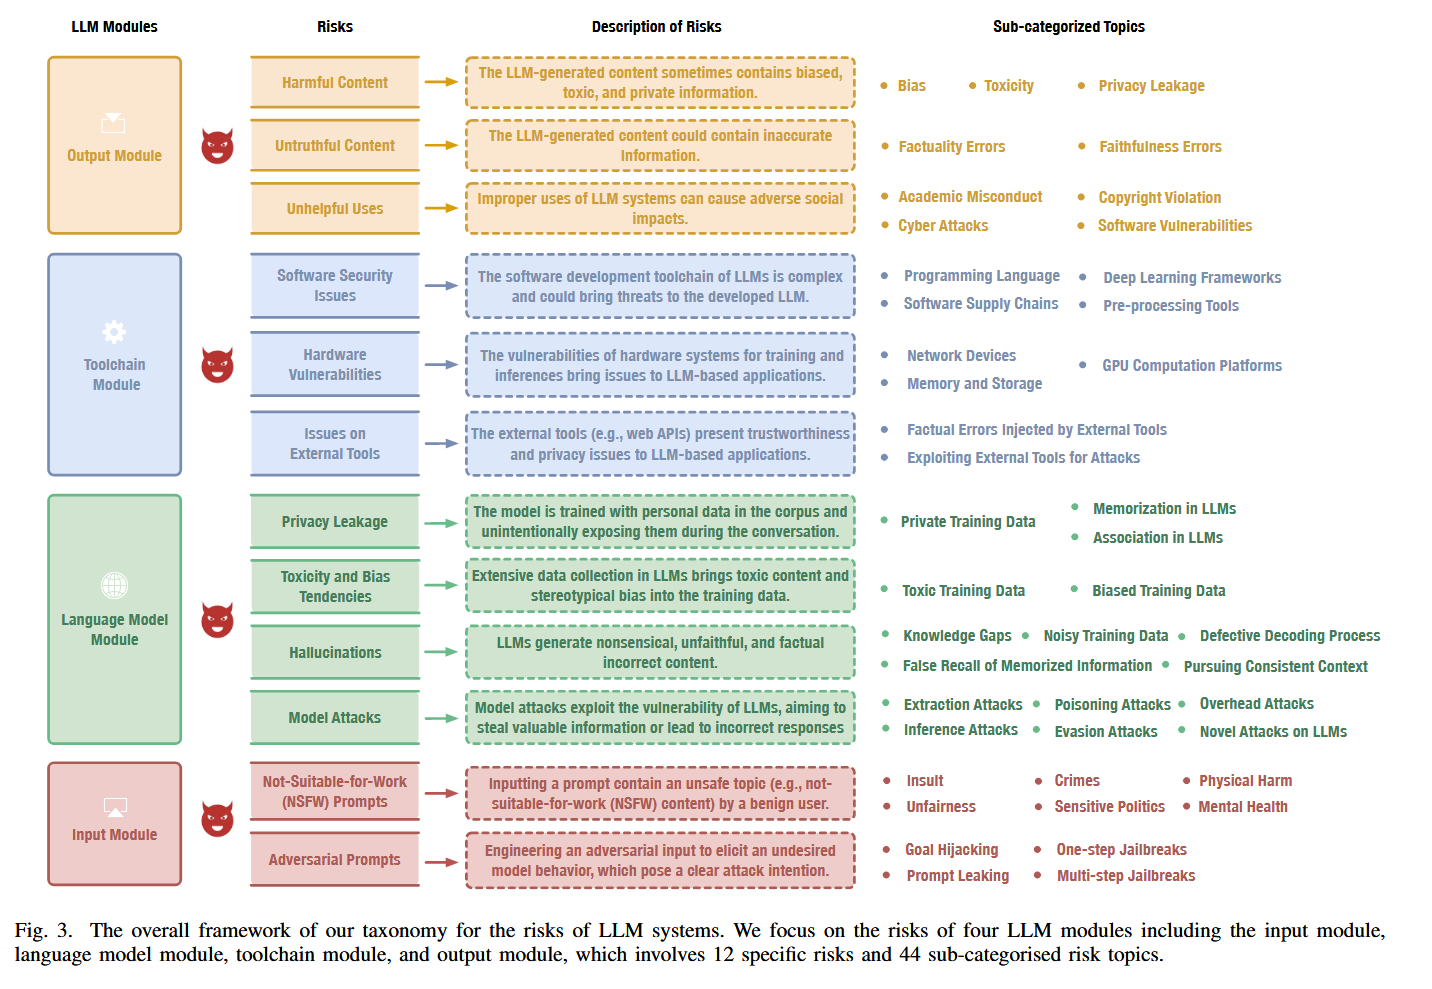 LLM Modules Risks Description of Risks Sub-categorized Topics
Output Module
Harmful Content
The LLM-generated content sometimes contains biased,
toxic, and private information.
• Bias • Toxicity • Privacy Leakage
Untruthful Content
The LLM-generated content could contain inaccurate
Information.
• Factuality Errors • Faithfulness Errors
Unhelpful Uses
Improper uses of LLM systems can cause adverse social
impacts.
• Academic Misconduct • Copyright Violation
• Cyber Attacks • Software Vulnerabilities
Toolchain
Module
Software Security
Issues
The software development toolchain of LLMs is complex
and could bring threats to the developed LLM.
• Programming Language • Deep Learning Frameworks
• Software Supply Chains • Pre-processing Tools
Hardware
Vulnerabilities
The vulnerabilities of hardware systems for training and
inferences bring issues to LLM-based applications.
• Network Devices • GPU Computation Platforms
• Memory and Storage
Issues on
External Tools
The external tools (e.g., web APIs) present trustworthiness
and privacy issues to LLM-based applications.
• Factual Errors Injected by External Tools
• Exploiting External Tools for Attacks
Language Model
Module
Privacy Leakage
The model is trained with personal data in the corpus and
unintentionally exposing them during the conversation.
• Private Training Data • Memorization in LLMs
• Association in LLMs
Toxicity and Bias
Tendencies
Extensive data collection in LLMs brings toxic content and
stereotypical bias into the training data.
• Toxic Training Data • Biased Training Data
Hallucinations
LLMs generate nonsensical, unfaithful, and factual
incorrect content.
• Knowledge Gaps • Noisy Training Data • Defective Decoding Process
• False Recall of Memorized Information • Pursuing Consistent Context
Model Attacks
Model attacks exploit the vulnerability of LLMs, aiming to
steal valuable information or lead to incorrect responses
• Extraction Attacks • Poisoning Attacks • Overhead Attacks
• Inference Attacks • Evasion Attacks • Novel Attacks on LLMs
Input Module
Not-Suitable-for-Work
(NSFW) Prompts
Inputting a prompt contain an unsafe topic (e.g., not-
suitable-for-work (NSFW) content) by a benign user.
• Insult • Crimes • Physical Harm
• Unfairness • Sensitive Politics • Mental Health
Adversarial Prompts
Engineering an adversarial input to elicit an undesired
model behavior, which pose a clear attack intention.
• Goal Hijacking • One-step Jailbreaks
• Prompt Leaking • Multi-step Jailbreaks
Fig. 3. The overall framework of our taxonomy for the risks of LLM systems. We focus on the risks of four LLM modules including the input module,
language model module, toolchain module, and output module, which involves 12 specific risks and 44 sub-categorised risk topics.